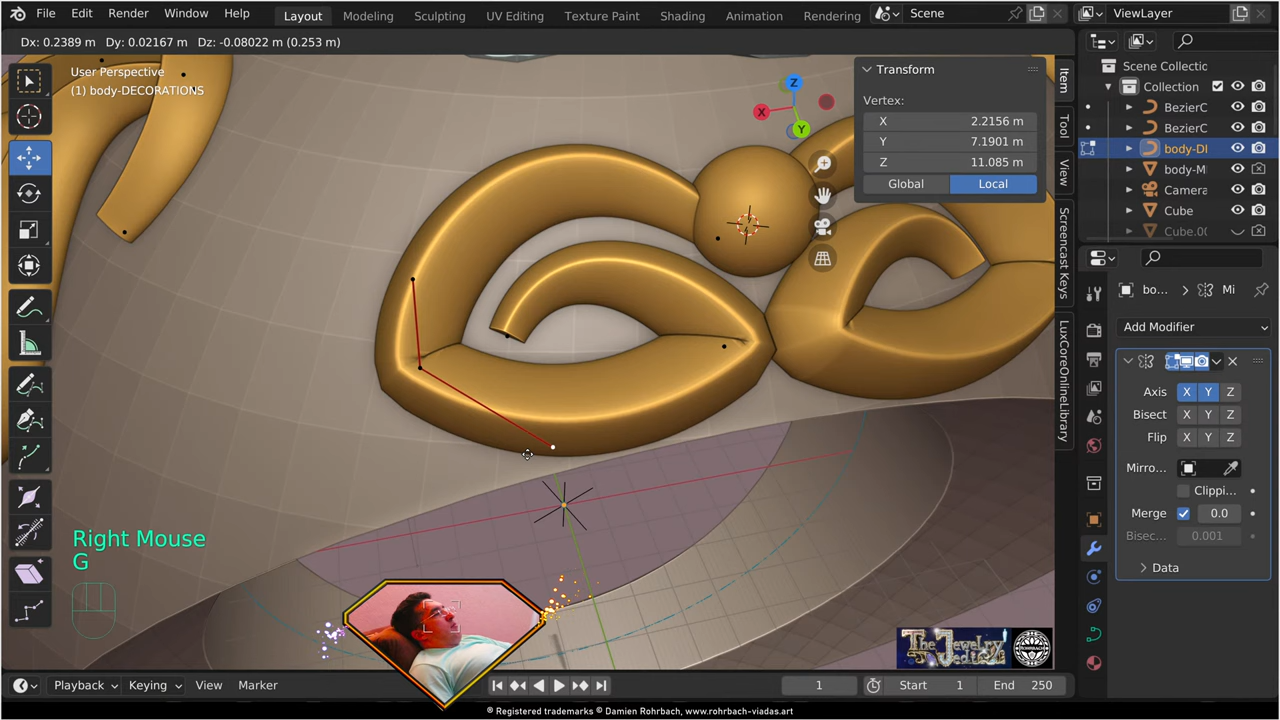 File Edit Render Window Help Layout Modeling Sculpting UV Editing Texture Paint Shading Animation Rendering Scene ViewLayer
Dx: 0.2389 m Dy: 0.02167 m Dz: -0.08022 m (0.253 m)
User Perspective
(1) body-DECORATIONS
Z
X
Y
Transform
Vertex:
X 2.2156 m
Y 7.1901 m
Z 11.085 m
Global Local
Item
Tool
View
Screencast Keys
LuxCoreOnlineLibrary
Scene Collectio
Collection
BezierC
BezierC
body-DI
body-M
Camera
Cube
Cube.0(
bo... Mi
Add Modifier
Axis X Y Z
Bisect X Y Z
Flip X Y Z
Mirro...
Clippi...
Merge 0.0
Bisec... 0.001
Data
Right Mouse
G
The Jewelry
Jedi
ROHRBACH
Playback Keying View Marker 1 Start 1 End 250
® Registered trademarks © Damien Rohrbach, www.rohrbach-viadas.art